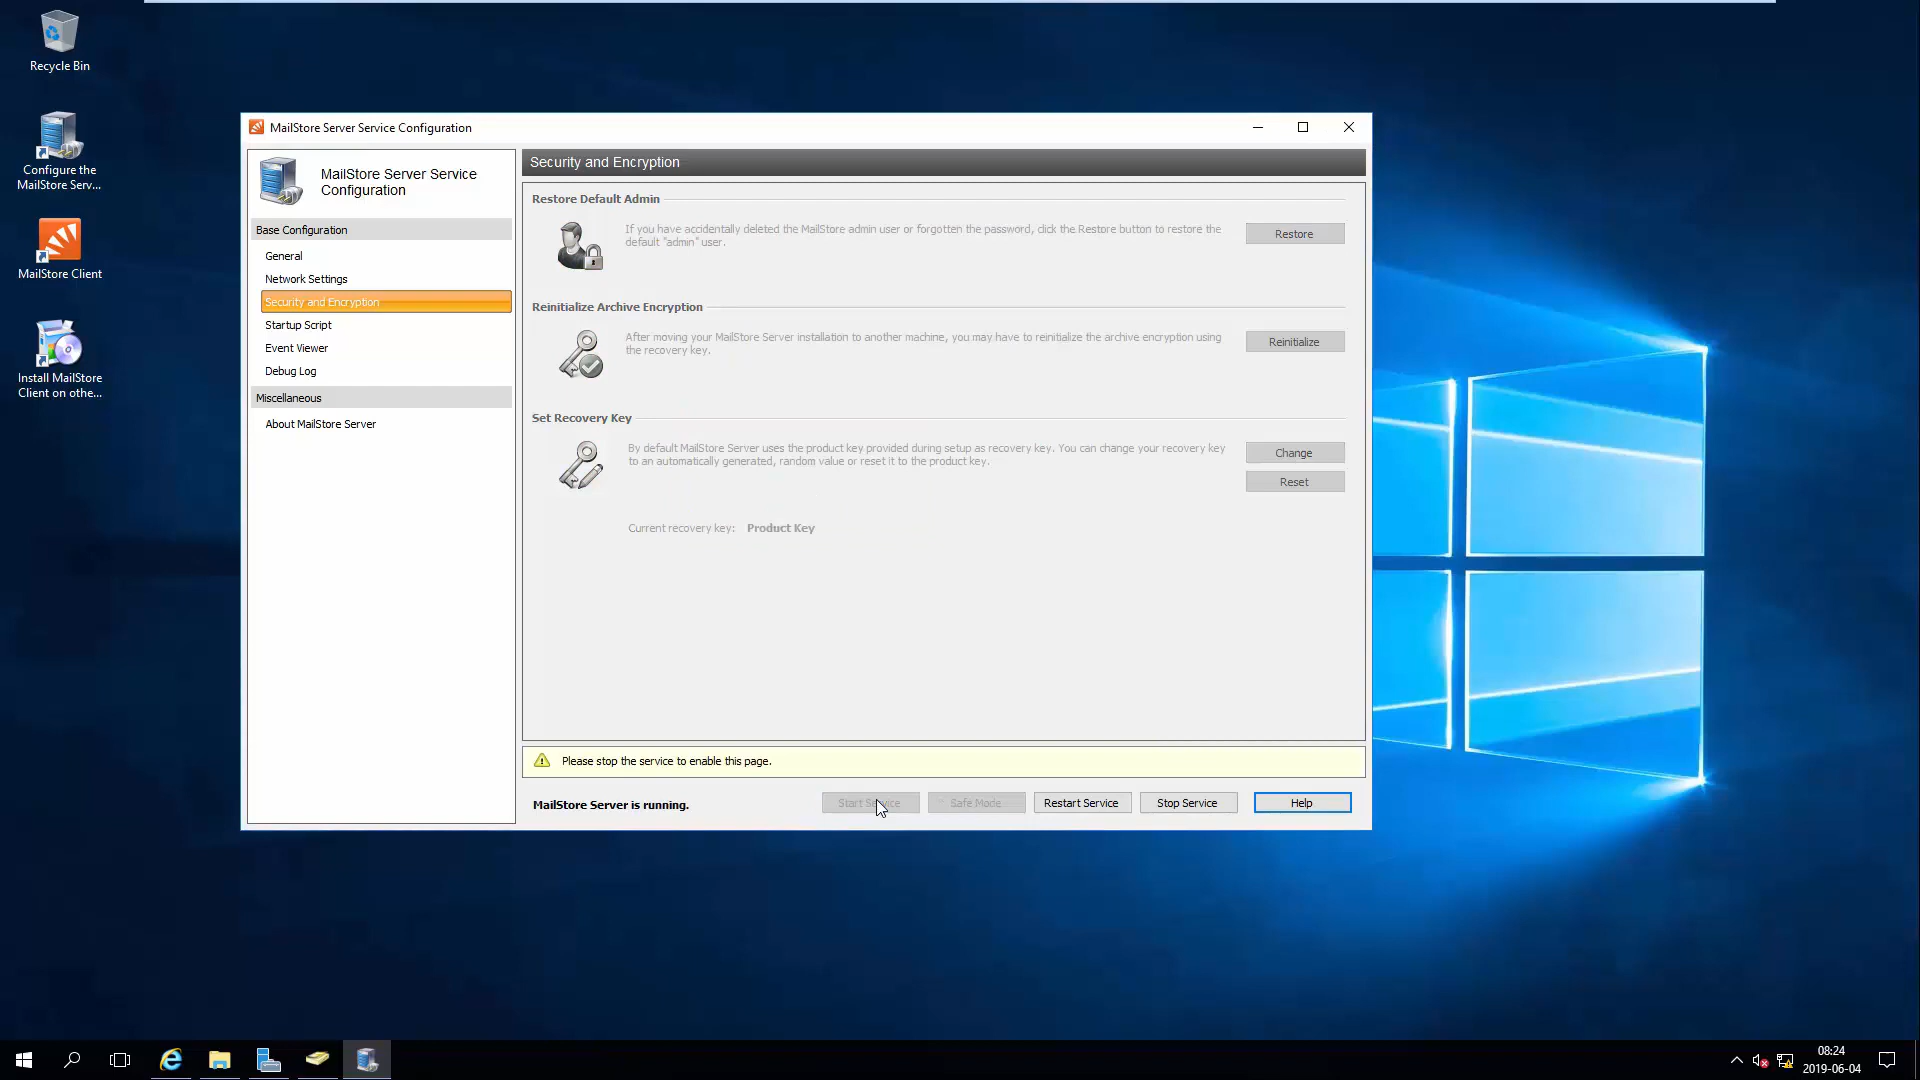 Recycle Bin
Configure the
MailStore Serv...
MailStore Client
Install MailStore
Client on othe...
MailStore Server Service Configuration
MailStore Server Service
Configuration
Base Configuration
General
Network Settings
Security and Encryption
Startup Script
Event Viewer
Debug Log
Miscellaneous
About MailStore Server
Security and Encryption
Restore Default Admin
If you have accidentally deleted the MailStore admin user or forgotten the password, click the Restore button to restore the
default "admin" user.
Restore
Reinitialize Archive Encryption
After moving your MailStore Server installation to another machine, you may have to reinitialize the archive encryption using
the recovery key.
Reinitialize
Set Recovery Key
By default MailStore Server uses the product key provided during setup as recovery key. You can change your recovery key
to an automatically generated, random value or reset it to the product key.
Change
Reset
Current recovery key: Product Key
Please stop the service to enable this page.
MailStore Server is running.
Start Service
Safe Mode
Restart Service
Stop Service
Help
08:24
2019-06-04